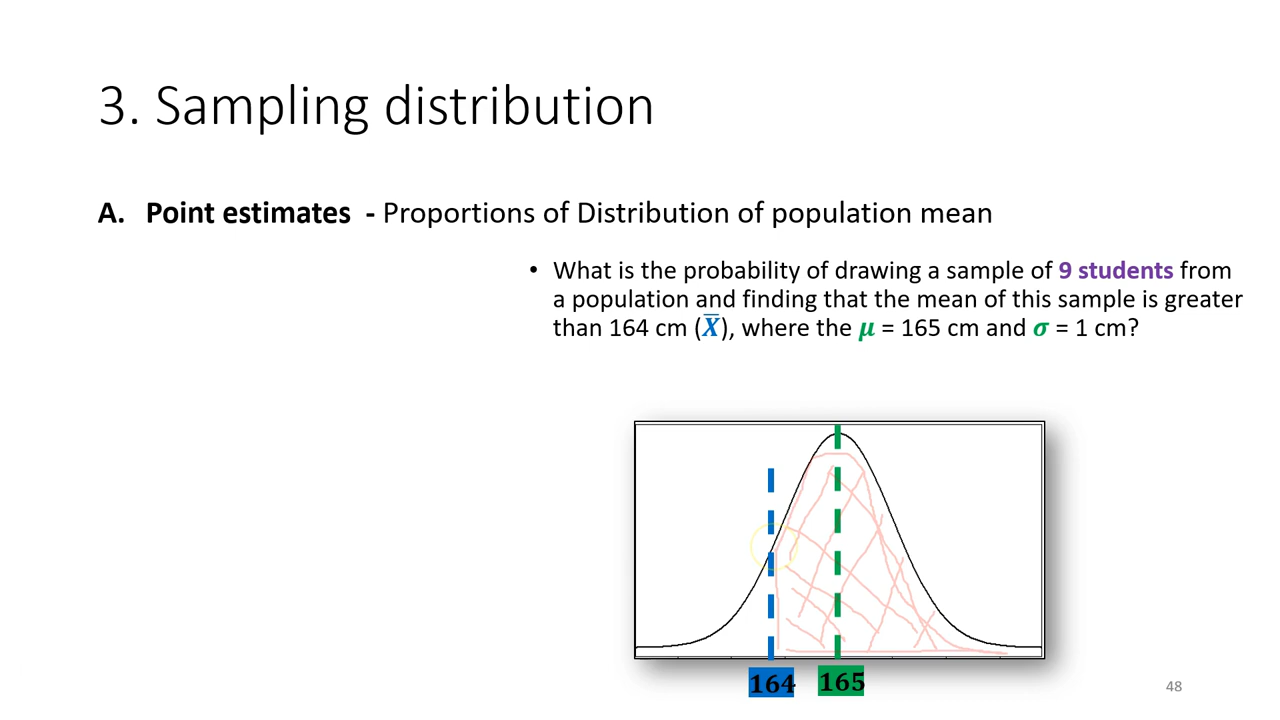 3. Sampling distribution
A. Point estimates - Proportions of Distribution of population mean
• What is the probability of drawing a sample of 9 students from
a population and finding that the mean of this sample is greater
than 164 cm (X̅), where the μ = 165 cm and σ = 1 cm?
164 165
48